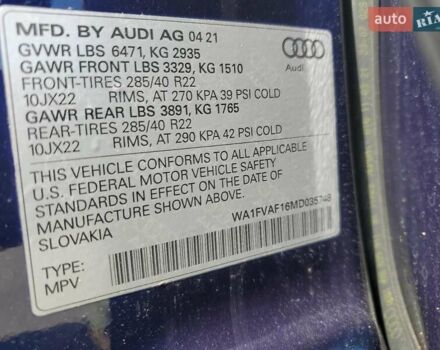 auto RIA
MFD. BY AUDI AG 04 21
GVWR LBS 6471, KG 2935
GAWR FRONT LBS 3329, KG 1510
FRONT-TIRES 285/40 R22
10JX22 RIMS, AT 270 KPA 39 PSI COLD
GAWR REAR LBS 3891, KG 1765
REAR-TIRES 285/40 R22
10JX22 RIMS, AT 290 KPA 42 PSI COLD
Audi
THIS VEHICLE CONFORMS TO ALL APPLICABLE
U.S. FEDERAL MOTOR VEHICLE SAFETY
STANDARDS IN EFFECT ON THE DATE OF
MANUFACTURE SHOWN ABOVE.
SLOVAKIA
WA1FVAF16MD035748
TYPE:
MPV